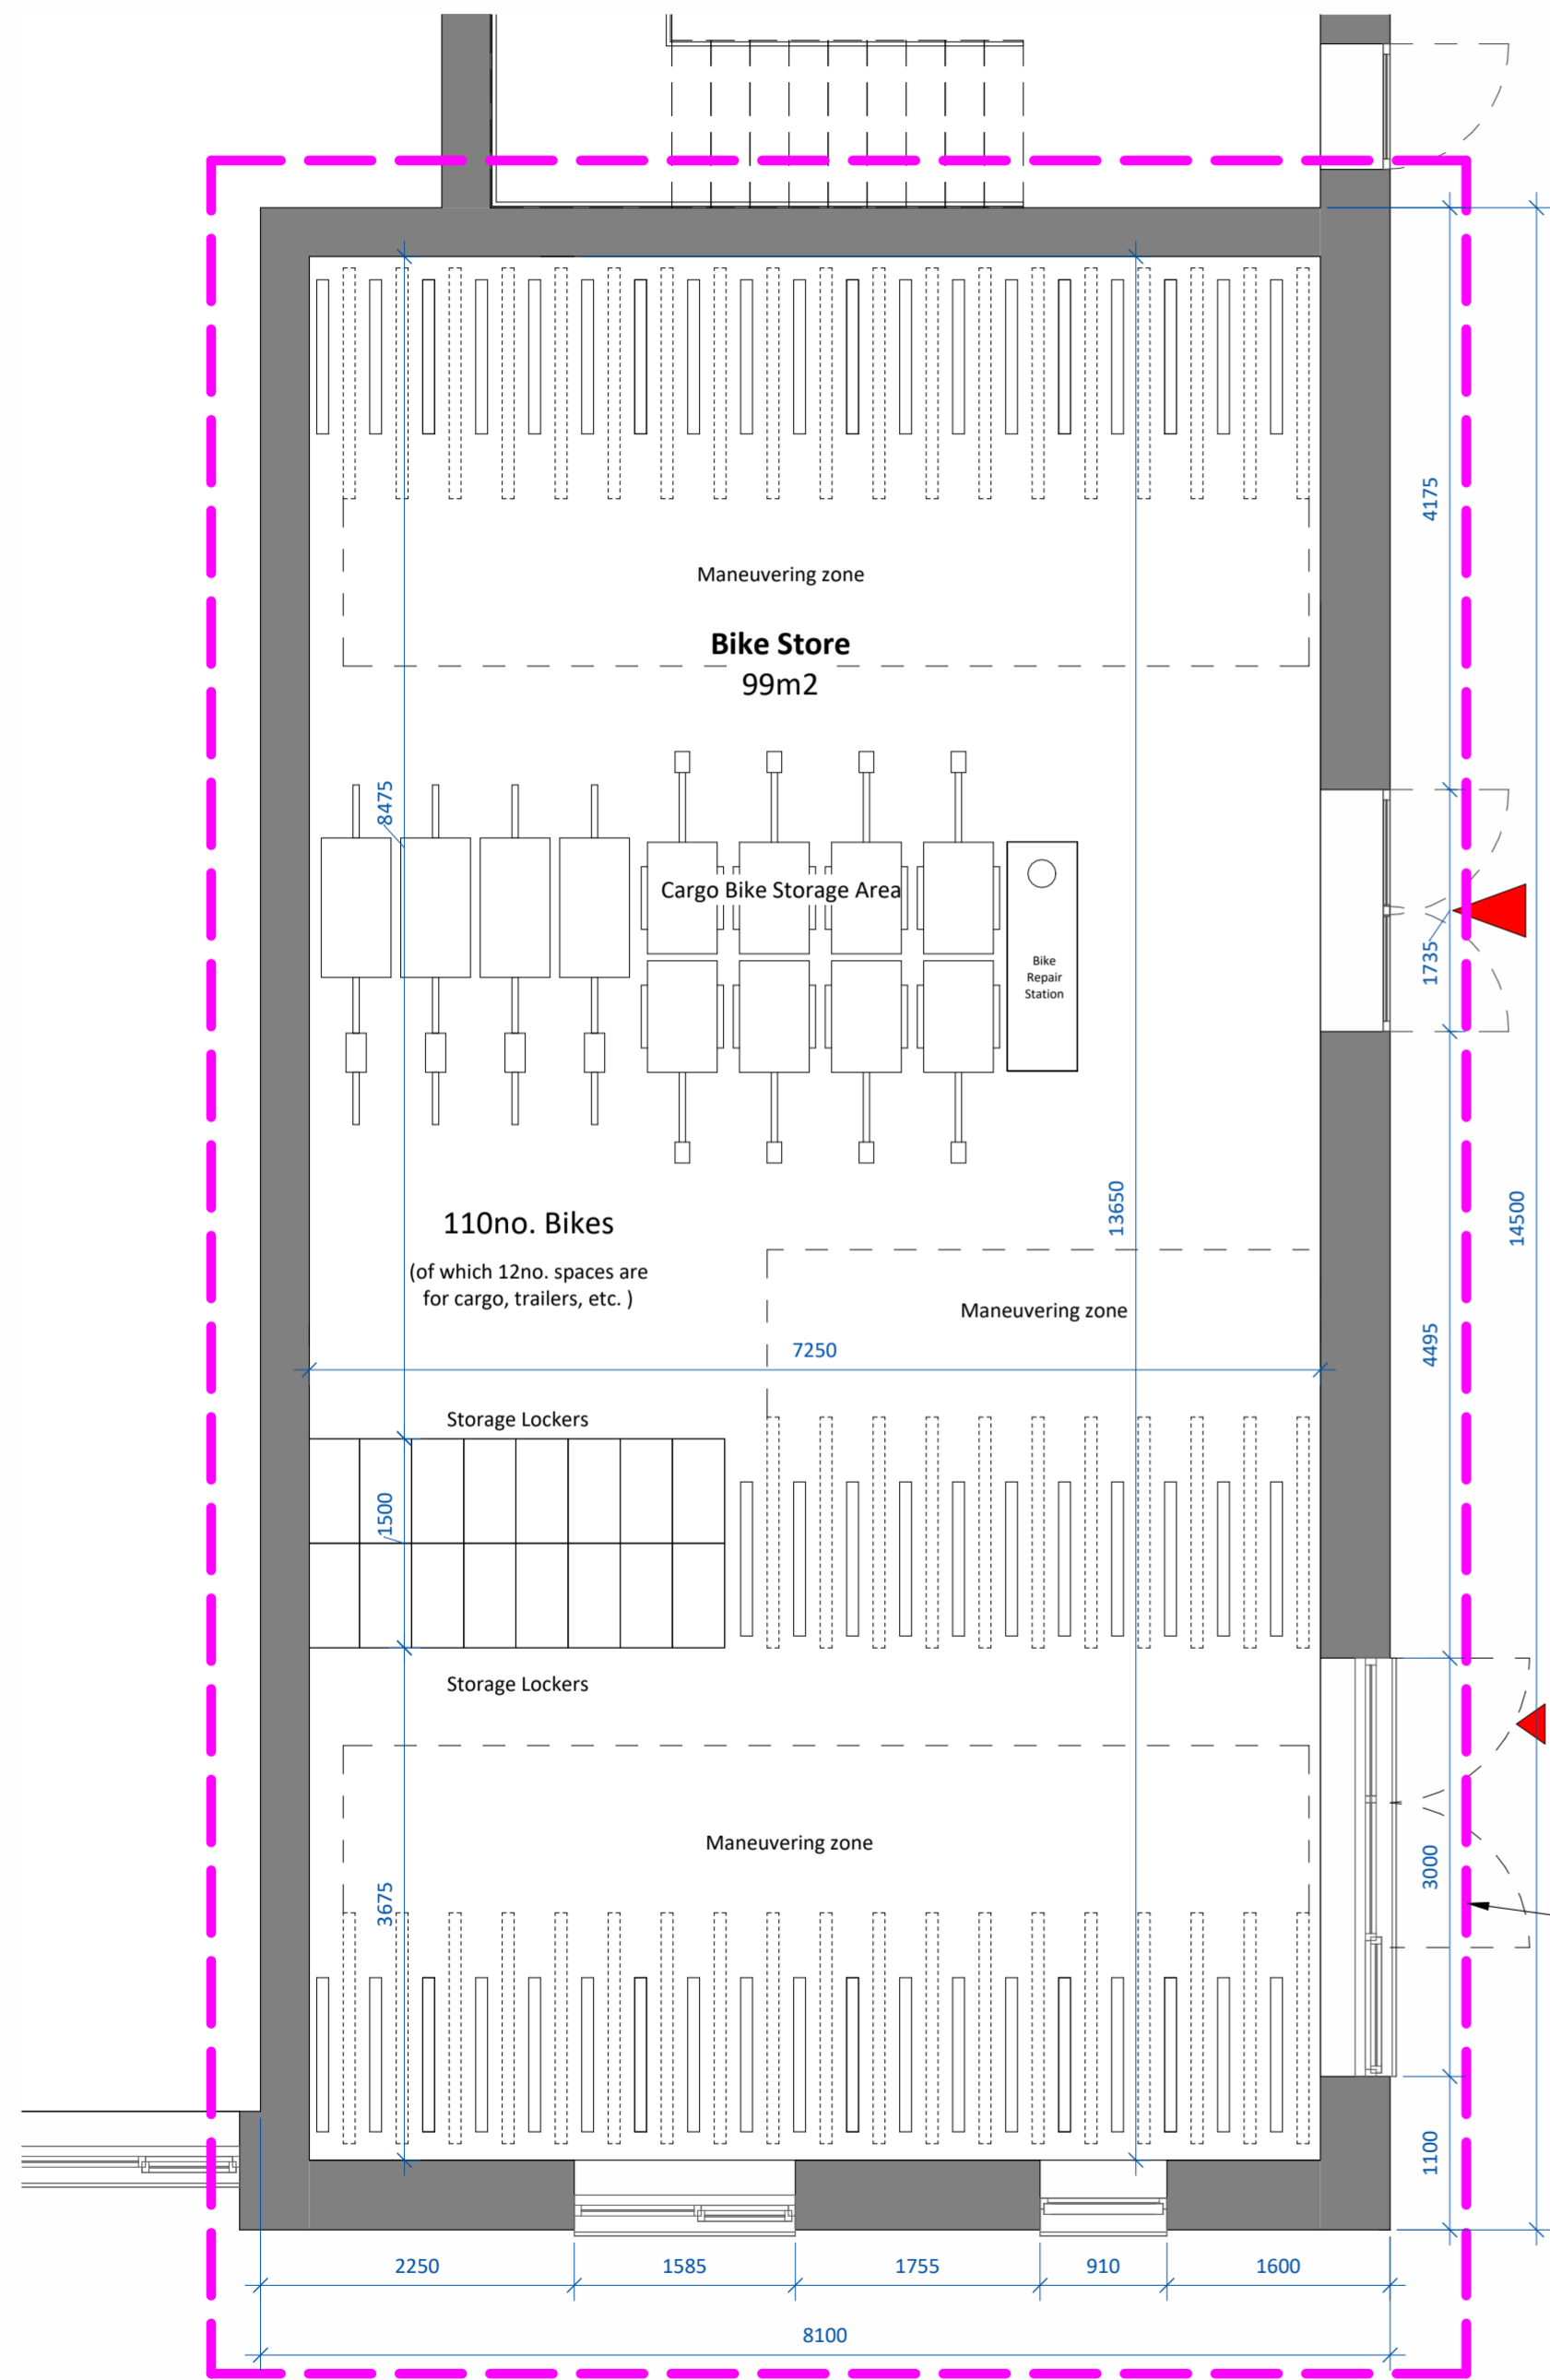 4175
Maneuvering zone
Bike Store
99m2
8475
Cargo Bike Storage Area
Bike
Repair
Station
1735
110no. Bikes
(of which 12no. spaces are
for cargo, trailers, etc. )
13650
14500
Maneuvering zone
7250
4495
Storage Lockers
1500
Storage Lockers
Maneuvering zone
3000
3675
1100
2250
1585
1755
910
1600
8100